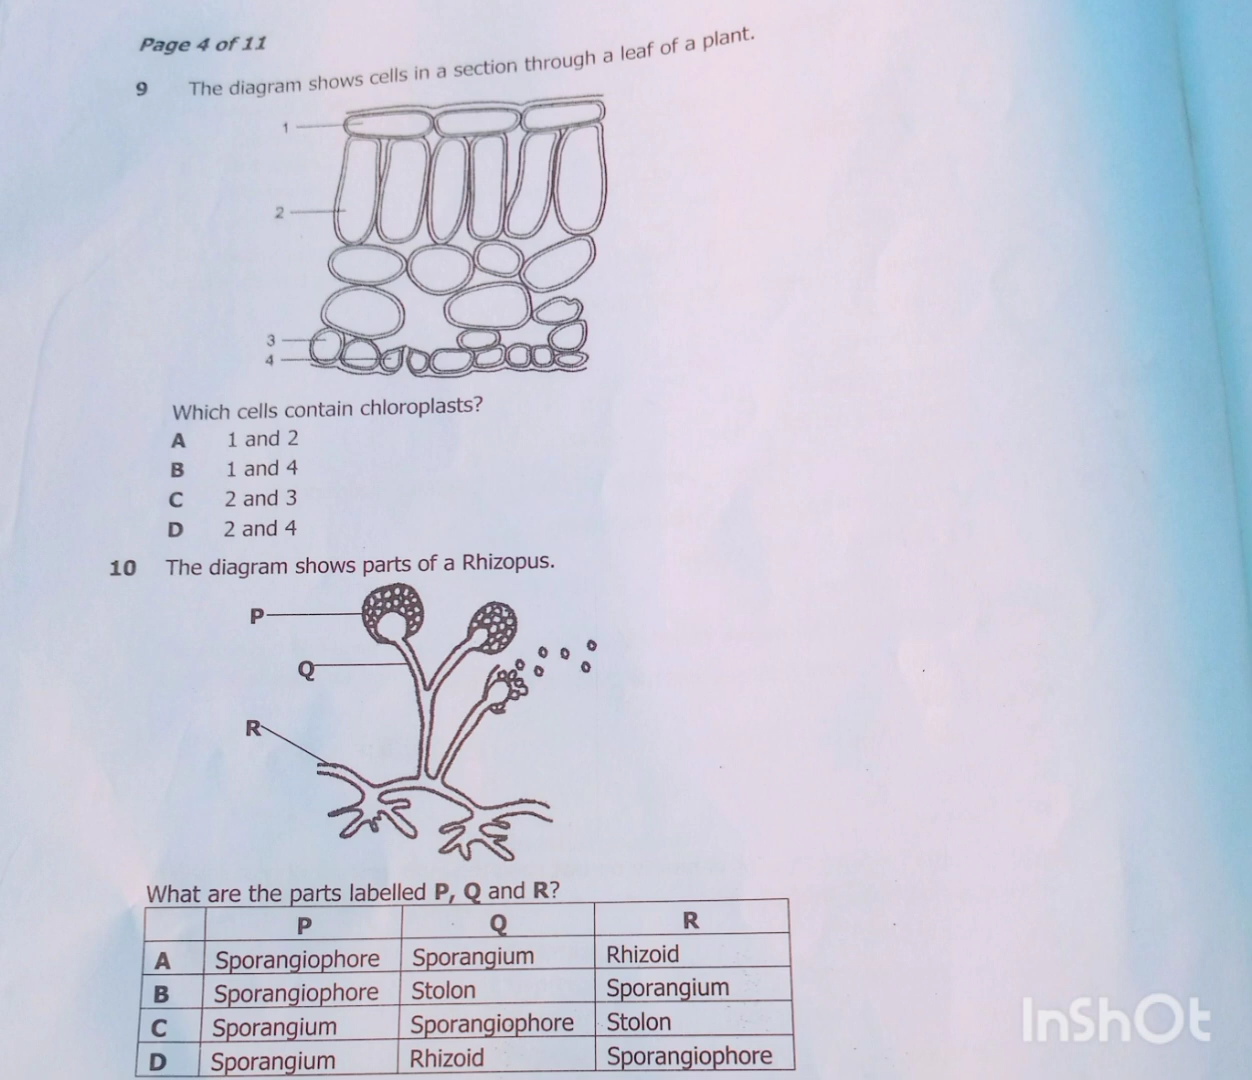 Page 4 of 11
9 The diagram shows cells in a section through a leaf of a plant.
1
2
3
4
Which cells contain chloroplasts?
A 1 and 2
B 1 and 4
C 2 and 3
D 2 and 4
10 The diagram shows parts of a Rhizopus.
P
Q
R
What are the parts labelled P, Q and R?
P Q R
A Sporangiophore Sporangium Rhizoid
B Sporangiophore Stolon Sporangium
C Sporangium Sporangiophore Stolon
D Sporangium Rhizoid Sporangiophore
InShOt